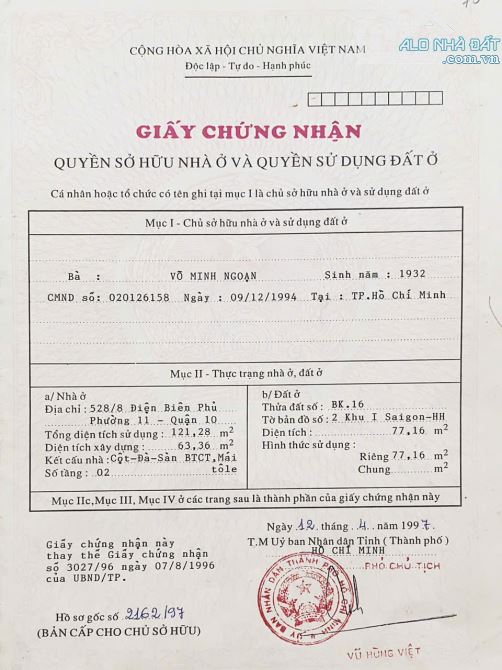 ALO NHÀ ĐẤT
.com.vn
CỘNG HÒA XÃ HỘI CHỦ NGHĨA VIỆT NAM
Độc lập - Tự do - Hạnh phúc
GIẤY CHỨNG NHẬN
QUYỀN SỞ HỮU NHÀ Ở VÀ QUYỀN SỬ DỤNG ĐẤT Ở
Cá nhân hoặc tổ chức có tên ghi tại mục I là chủ sở hữu nhà ở và sử dụng đất ở
Mục I - Chủ sở hữu nhà ở và sử dụng đất ở
Bà : VÕ MINH NGOẠN Sinh năm : 1932
CMND số: 020126158 Ngày : 09/12/1994 Tại : TP.Hồ Chí Minh
Mục II - Thực trạng nhà ở, đất ở
a/ Nhà ở
Địa chỉ : 528/8 Điện Biên Phủ
Phường 11 - Quận 10
Tổng diện tích sử dụng : 121,28 m2
Diện tích xây dựng : 63,36 m2
Kết cấu nhà : Cột-Đà-Sàn BTCT, Mái
Số tầng : 02 tôle
b/ Đất ở
Thửa đất số : BK.16
Tờ bản đồ số : 2 Khu I Saigon-HH
Diện tích : 77,16 m2
Hình thức sử dụng :
Riêng 77,16 m2
Chung m2
Mục IIc, Mục III, Mục IV ở các trang sau là thành phần của giấy chứng nhận này
Giấy chứng nhận này
thay thế Giấy chứng nhận
số 3027/96 ngày 07/8/1996
của UBND/TP.
Hồ sơ gốc số 2162/97
(BẢN CẤP CHO CHỦ SỞ HỮU)
Ngày 12 tháng 4 năm 1997.
T.M Uỷ ban Nhân dân Tỉnh ( Thành phố )
HỒ CHÍ MINH
PHÓ CHỦ TỊCH
ỦY BAN NHÂN DÂN THÀNH PHỐ HỒ CHÍ MINH
VŨ HÙNG VIỆT